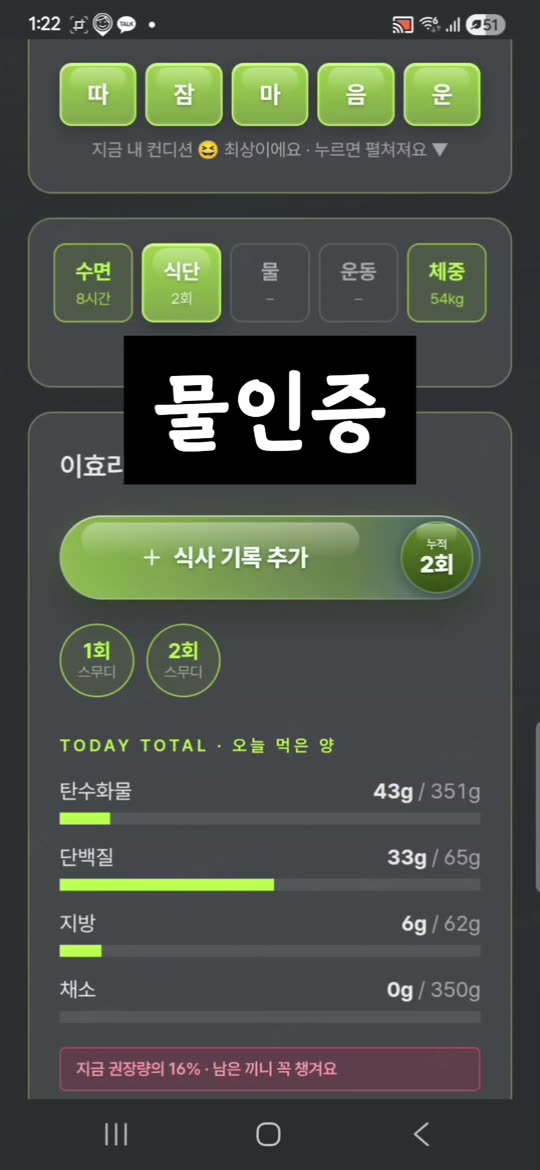 1:22 TALK 51
따 잠 마 음 운
지금 내 컨디션 😆 최상이에요 · 누르면 펼쳐져요 ▼
수면 식단 물 운동 체중
8시간 2회 – – 54kg
물인증
이효리
+ 식사 기록 추가
누적
2회
1회 2회
스무디 스무디
TODAY TOTAL · 오늘 먹은 양
탄수화물 43g / 351g
단백질 33g / 65g
지방 6g / 62g
채소 0g / 350g
지금 권장량의 16% · 남은 끼니 꼭 챙겨요